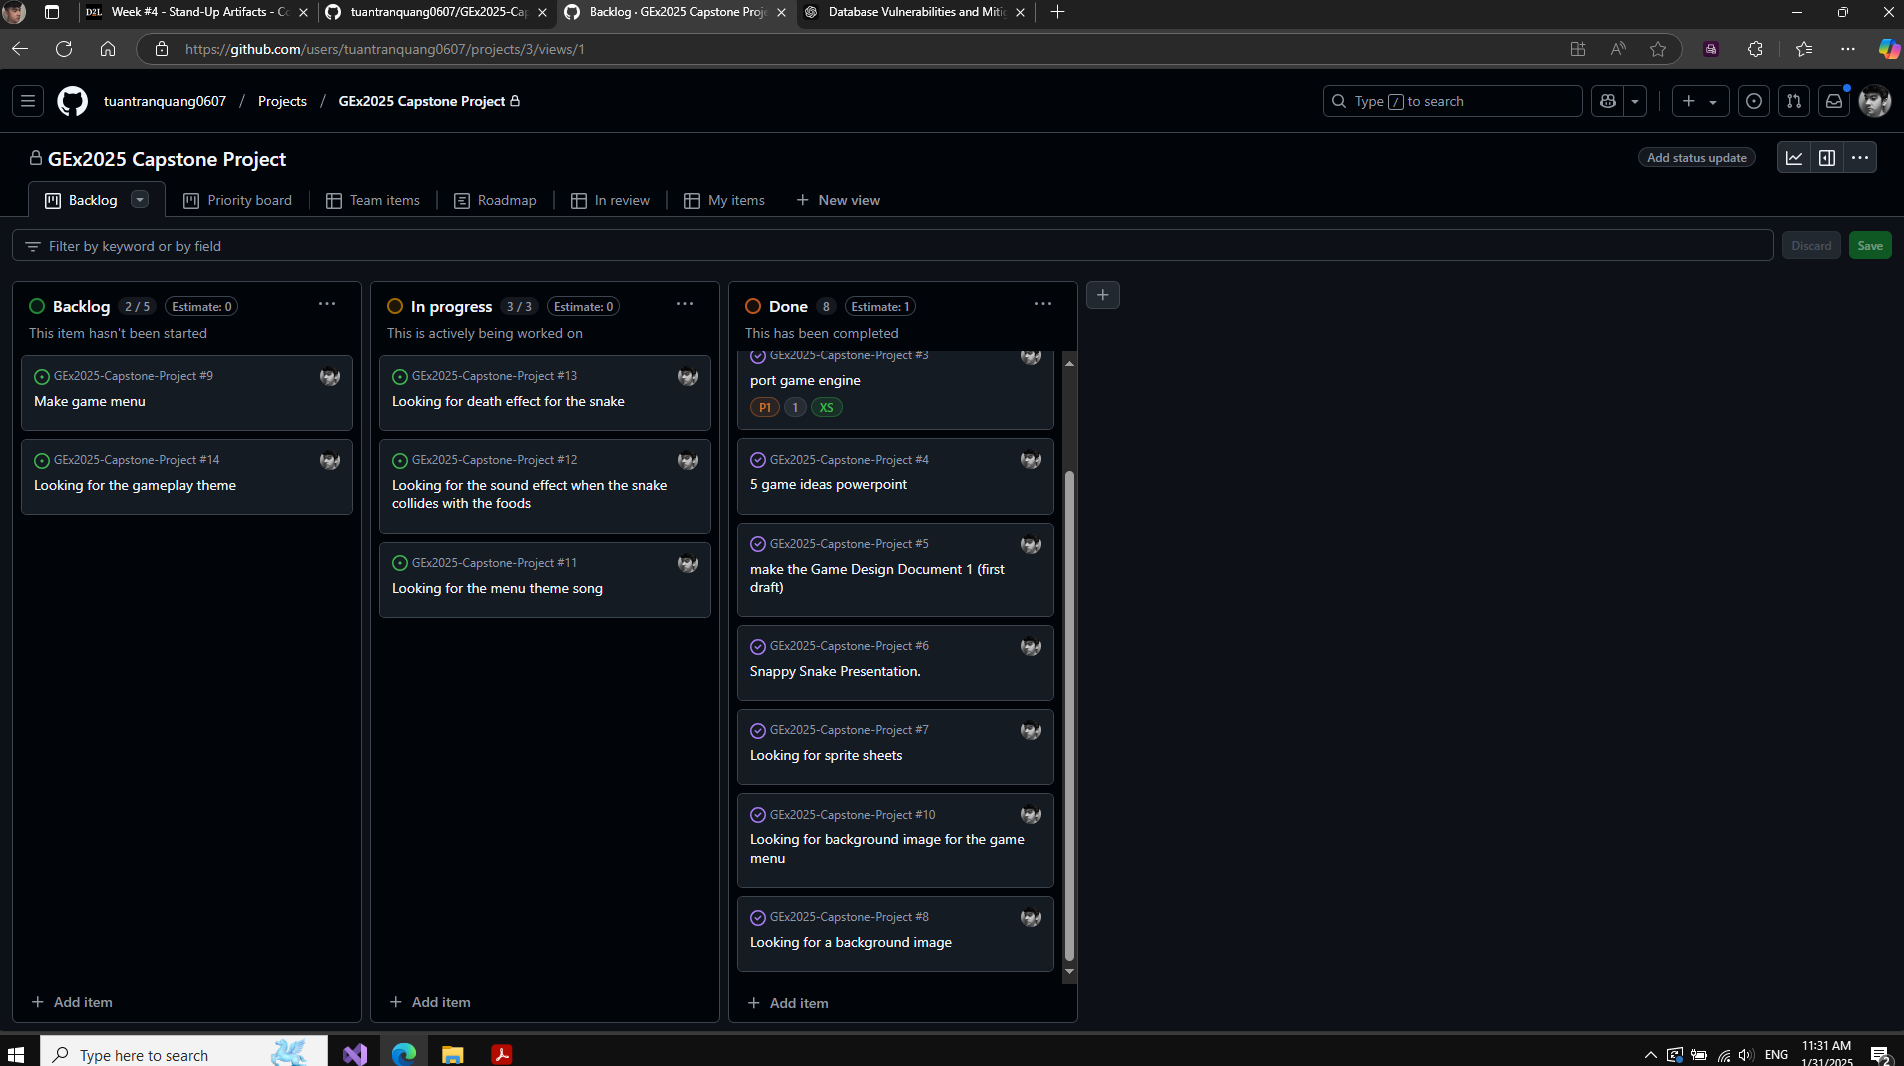 Week #4 - Stand-Up Artifacts - Co
tuantranquang0607/GEx2025-Cap
Backlog · GEx2025 Capstone Proje
Database Vulnerabilities and Mitig
https://github.com/users/tuantranquang0607/projects/3/views/1
tuantranquang0607 / Projects / GEx2025 Capstone Project
Type / to search
GEx2025 Capstone Project
Add status update
Backlog
Priority board
Team items
Roadmap
In review
My items
New view
Filter by keyword or by field
Discard
Save
Backlog 2 / 5 Estimate: 0
This item hasn't been started
GEx2025-Capstone-Project #9
Make game menu
GEx2025-Capstone-Project #14
Looking for the gameplay theme
Add item
In progress 3 / 3 Estimate: 0
This is actively being worked on
GEx2025-Capstone-Project #13
Looking for death effect for the snake
GEx2025-Capstone-Project #12
Looking for the sound effect when the snake
collides with the foods
GEx2025-Capstone-Project #11
Looking for the menu theme song
Add item
Done 8 Estimate: 1
This has been completed
GEx2025-Capstone-Project #3
port game engine
P1 1 XS
GEx2025-Capstone-Project #4
5 game ideas powerpoint
GEx2025-Capstone-Project #5
make the Game Design Document 1 (first
draft)
GEx2025-Capstone-Project #6
Snappy Snake Presentation.
GEx2025-Capstone-Project #7
Looking for sprite sheets
GEx2025-Capstone-Project #10
Looking for background image for the game
menu
GEx2025-Capstone-Project #8
Looking for a background image
Add item
Type here to search
ENG
11:31 AM
1/31/2025
2